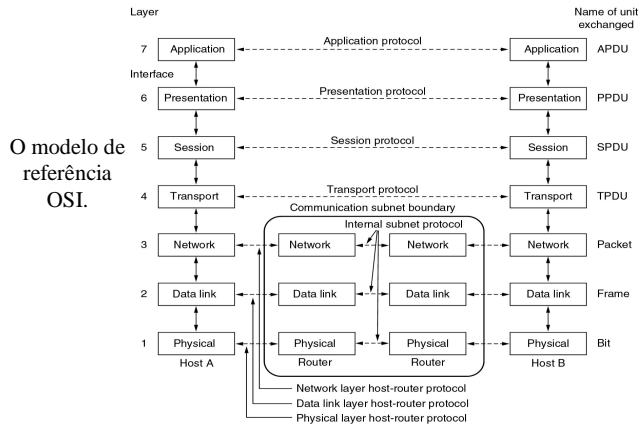 Layer
Name of unit
exchanged
7 Application Application protocol Application APDU
Interface
6 Presentation Presentation protocol Presentation PPDU
O modelo de
referência
OSI.
5 Session Session protocol Session SPDU
4 Transport Transport protocol Transport TPDU
Communication subnet boundary
Internal subnet protocol
3 Network Network Network Network Packet
2 Data link Data link Data link Data link Frame
1 Physical Physical Physical Physical Bit
Host A Router Router Host B
Network layer host-router protocol
Data link layer host-router protocol
Physical layer host-router protocol